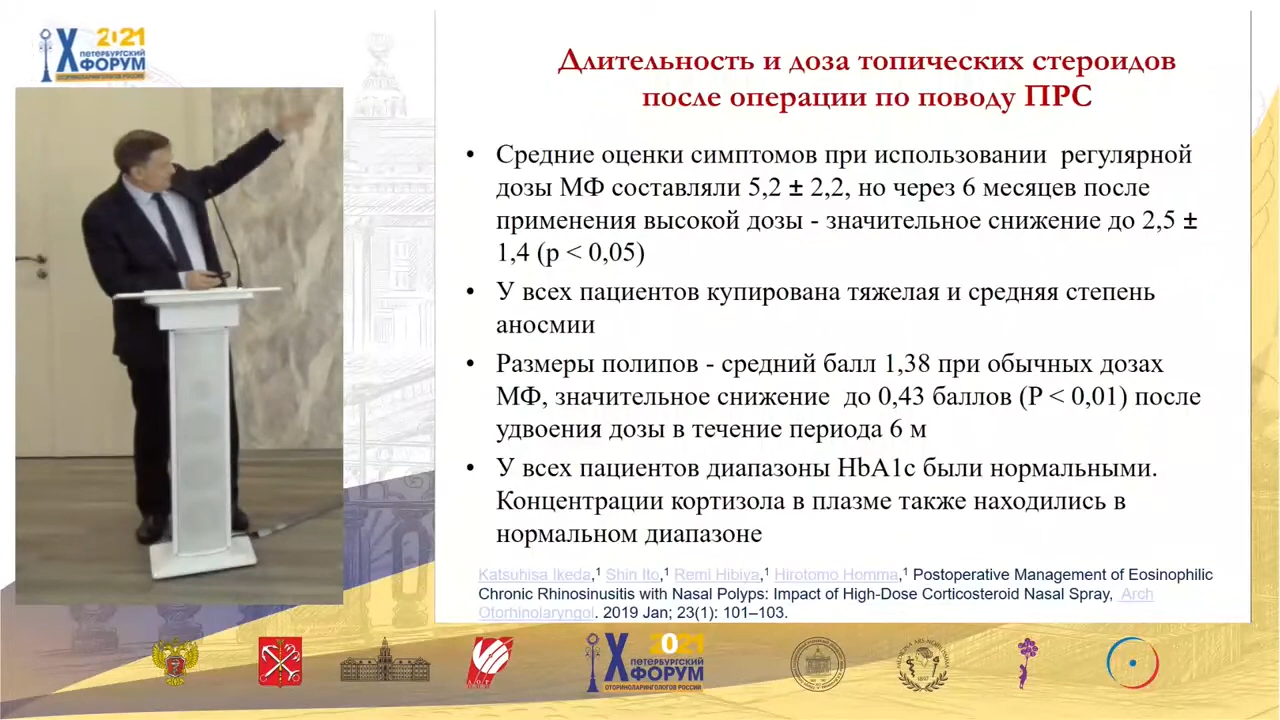 X 2021
ПЕТЕРБУРГСКИЙ
ФОРУМ
ОТОРИНОЛАРИНГОЛОГОВ РОССИИ
Длительность и доза топических стероидов
после операции по поводу ПРС
• Средние оценки симптомов при использовании регулярной
дозы МФ составляли 5,2 ± 2,2, но через 6 месяцев после
применения высокой дозы - значительное снижение до 2,5 ±
1,4 (p < 0,05)
• У всех пациентов купирована тяжелая и средняя степень
аносмии
• Размеры полипов - средний балл 1,38 при обычных дозах
МФ, значительное снижение до 0,43 баллов (P < 0,01) после
удвоения дозы в течение периода 6 м
• У всех пациентов диапазоны HbA1c были нормальными.
Концентрации кортизола в плазме также находились в
нормальном диапазоне
Katsuhisa Ikeda,¹ Shin Ito,¹ Remi Hibiya,¹ Hirotomo Homma,¹ Postoperative Management of Eosinophilic
Chronic Rhinosinusitis with Nasal Polyps: Impact of High-Dose Corticosteroid Nasal Spray, Arch
Otorhinolaryngol. 2019 Jan; 23(1): 101–103.
X 2021
ПЕТЕРБУРГСКИЙ
ФОРУМ
ОТОРИНОЛАРИНГОЛОГОВ РОССИИ